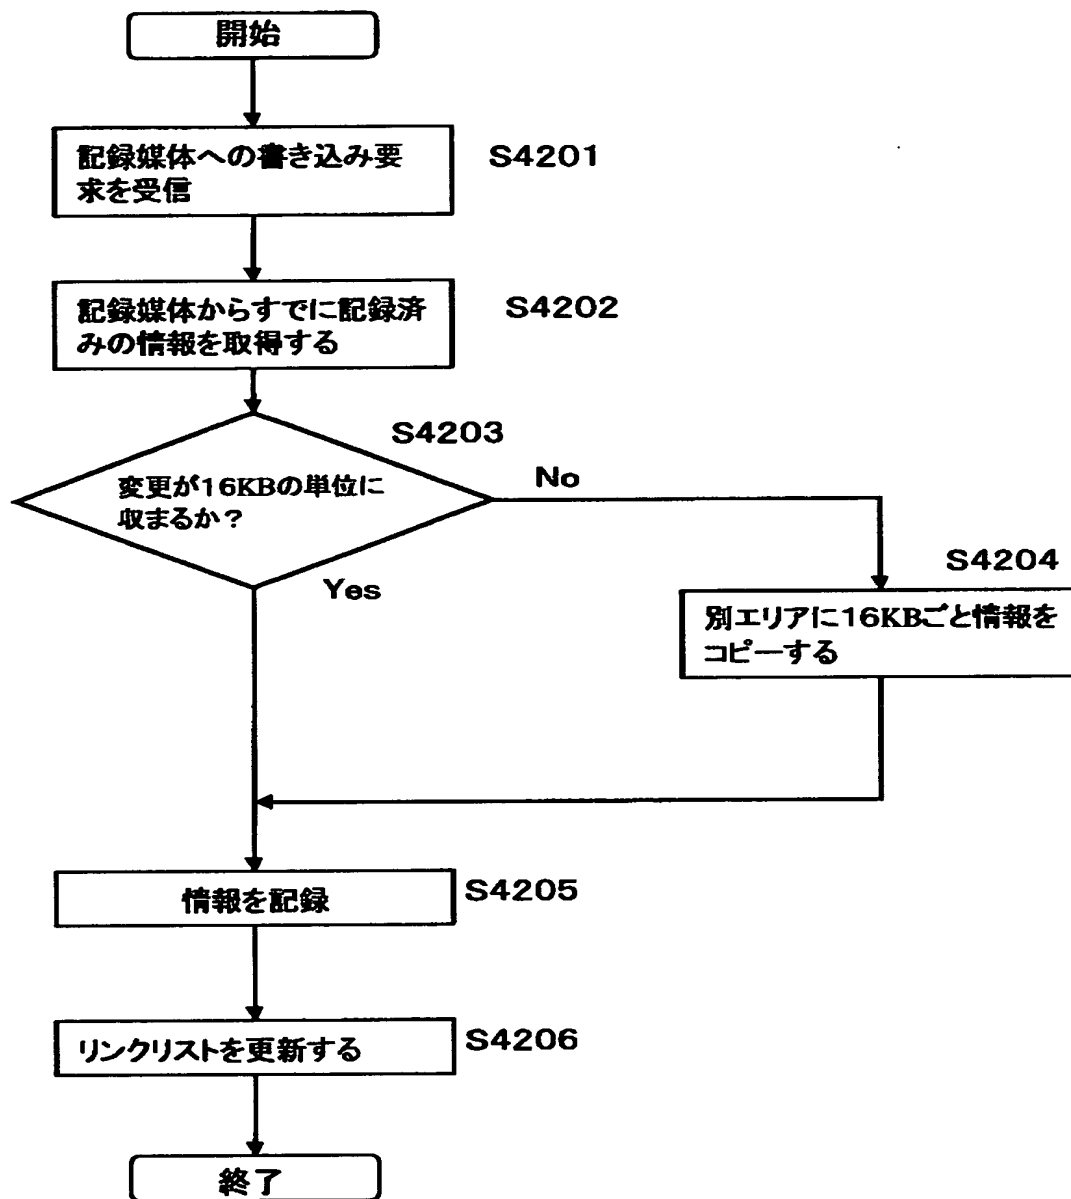 開始
記録媒体への書き込み要
求を受信
S4201
記録媒体からすでに記録済
みの情報を取得する
S4202
S4203
変更が16KBの単位に
収まるか？
No
Yes
S4204
別エリアに16KBごと情報を
コピーする
情報を記録
S4205
リンクリストを更新する
S4206
終了